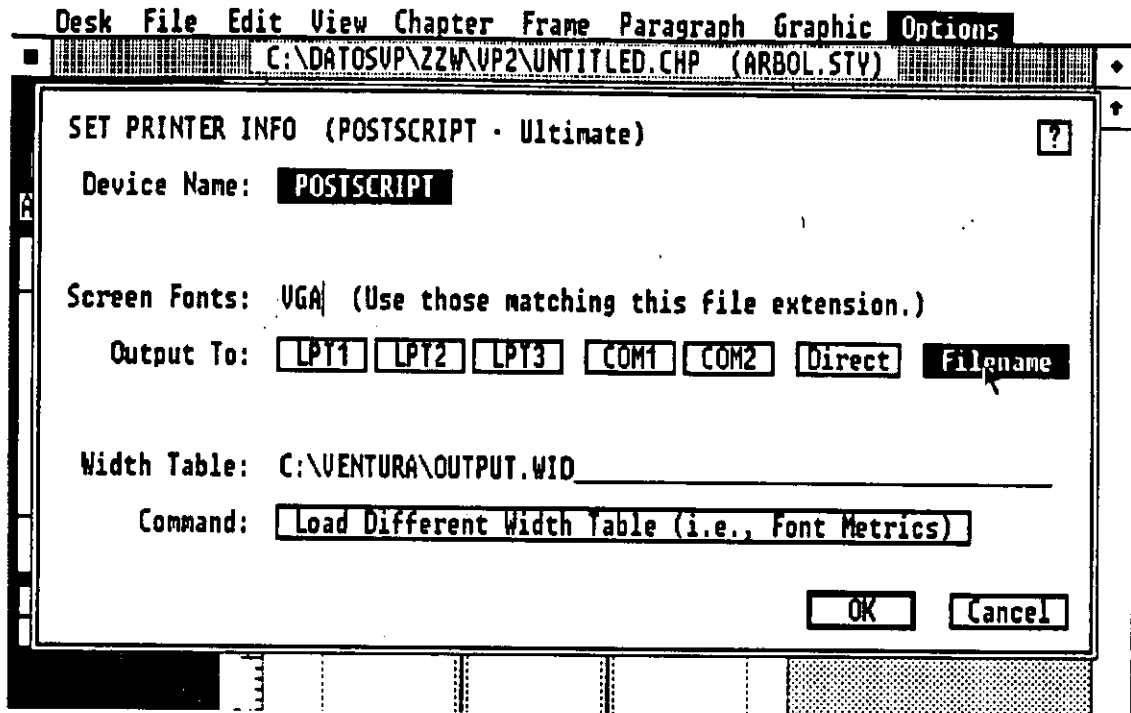 Desk File Edit View Chapter Frame Paragraph Graphic Options
C:\DATOSVP\ZZW\VP2\UNTITLED.CHP (ARBOL.STY)
SET PRINTER INFO (POSTSCRIPT - Ultimate) ?
Device Name: POSTSCRIPT
Screen Fonts: VGA (Use those matching this file extension.)
Output To: LPT1 LPT2 LPT3 COM1 COM2 Direct Filename
Width Table: C:\VENTURA\OUTPUT.WID
Command: Load Different Width Table (i.e., Font Metrics)
OK Cancel